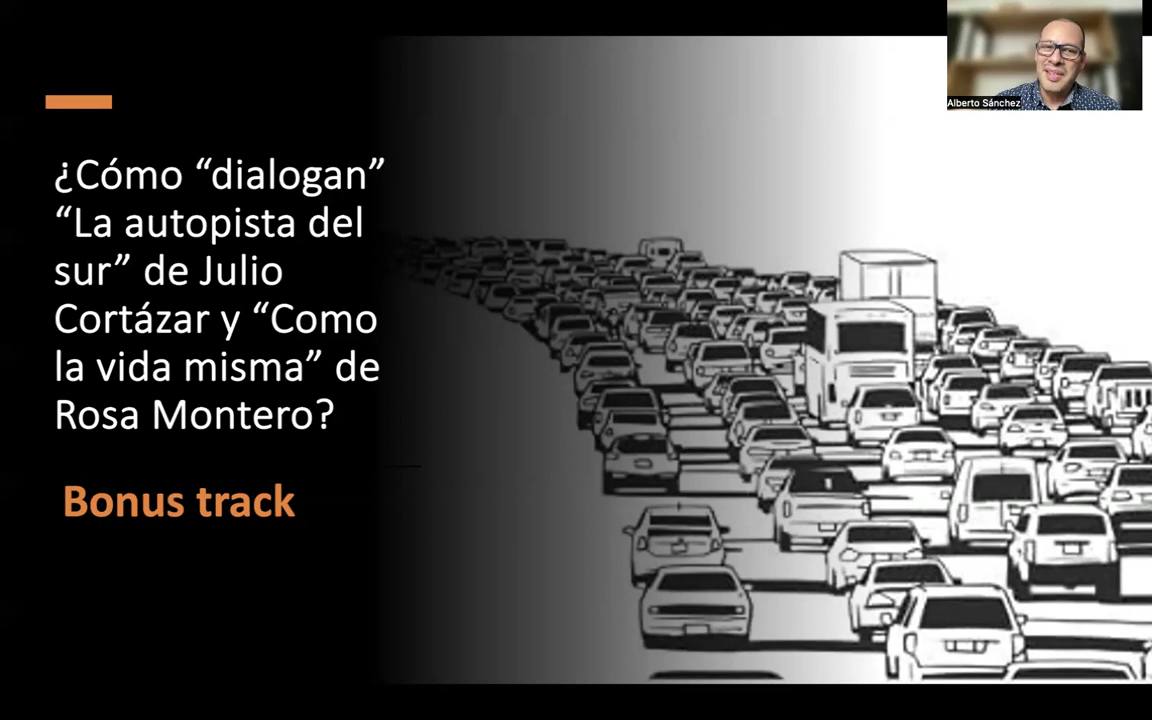 ¿Cómo “dialogan”
“La autopista del
sur” de Julio
Cortázar y “Como
la vida misma” de
Rosa Montero?
Bonus track
Alberto Sánchez